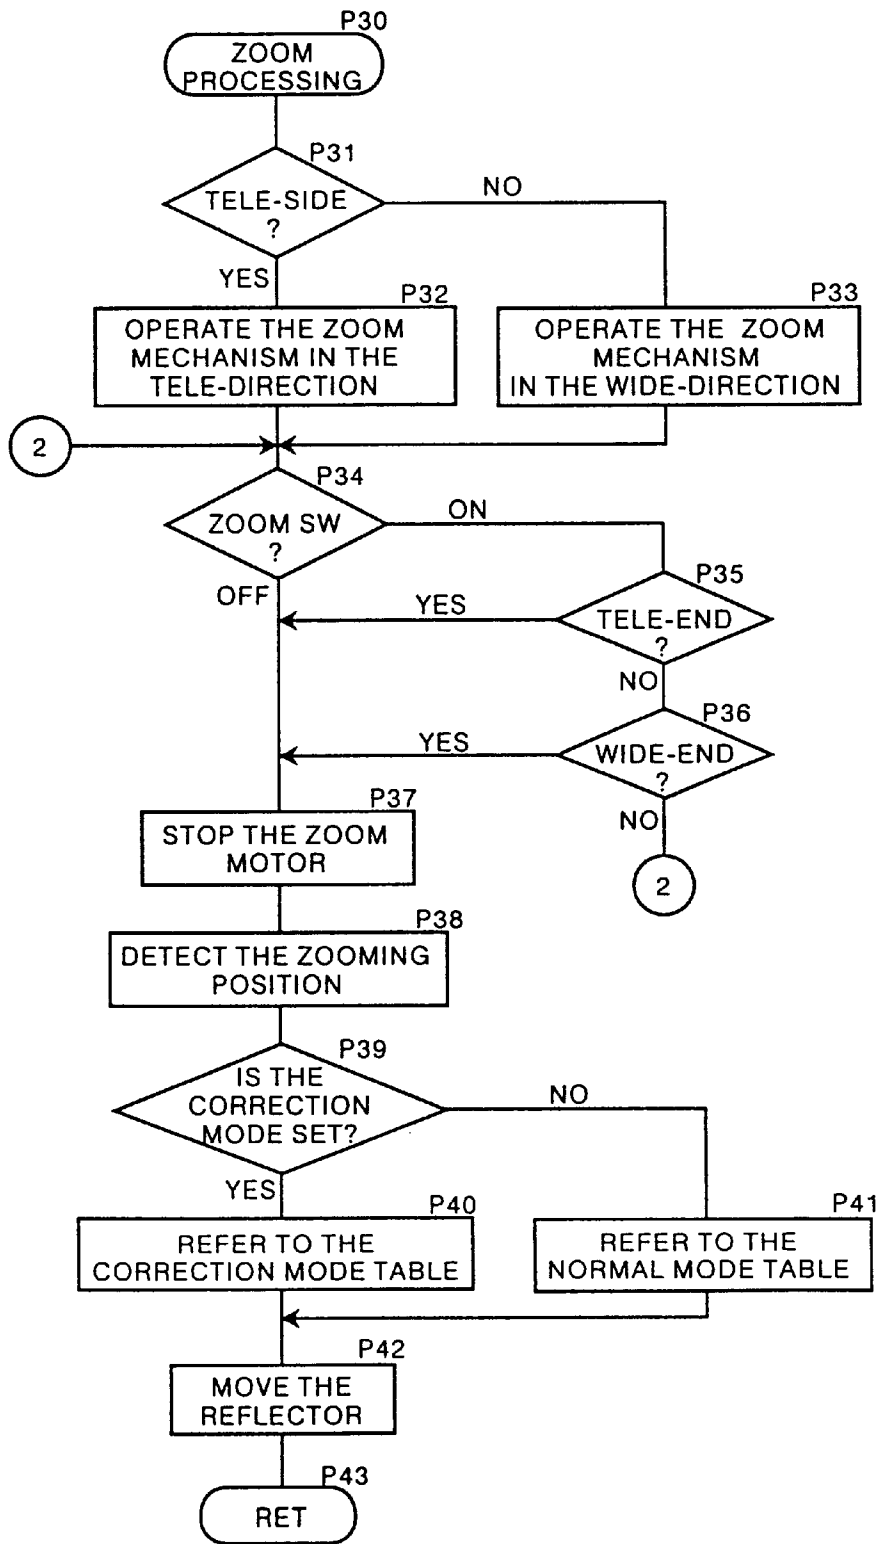 P30
ZOOM
PROCESSING
P31
TELE-SIDE
?
NO
YES
P32
OPERATE THE ZOOM
MECHANISM IN THE
TELE-DIRECTION
P33
OPERATE THE ZOOM
MECHANISM
IN THE WIDE-DIRECTION
2
P34
ZOOM SW
?
ON
OFF
P35
TELE-END
?
YES
NO
P36
WIDE-END
?
YES
NO
2
P37
STOP THE ZOOM
MOTOR
P38
DETECT THE ZOOMING
POSITION
P39
IS THE
CORRECTION
MODE SET?
NO
YES
P40
REFER TO THE
CORRECTION MODE TABLE
P41
REFER TO THE
NORMAL MODE TABLE
P42
MOVE THE
REFLECTOR
P43
RET